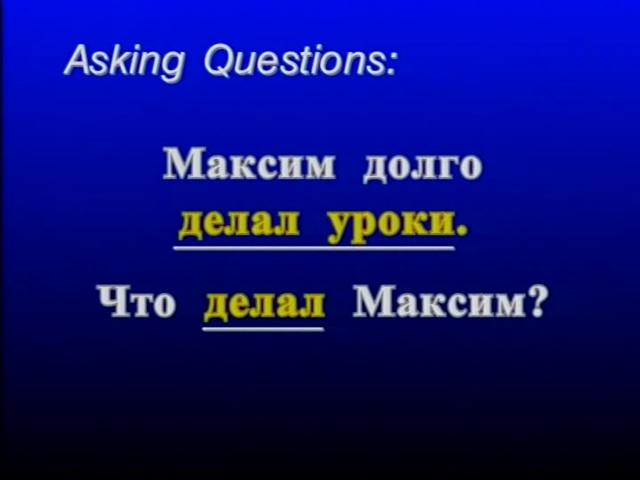 Asking Questions:
Максим долго
делал уроки.
Что делал Максим?